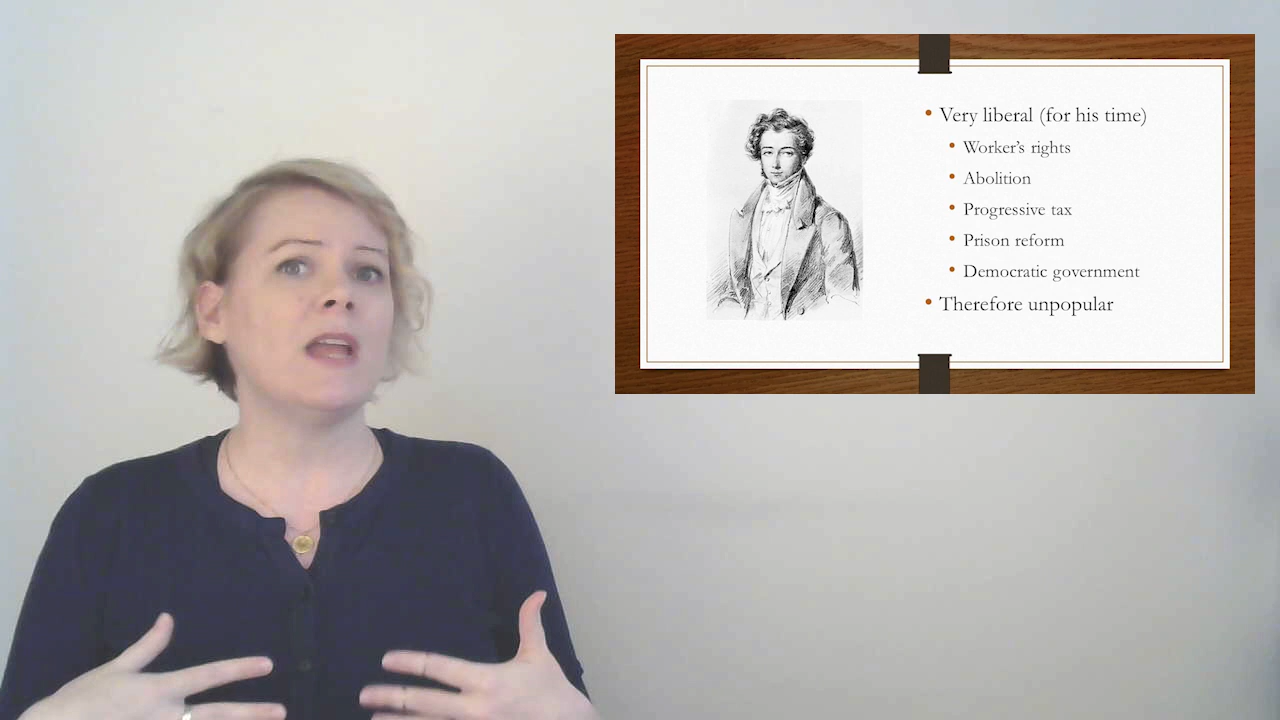 Very liberal (for his time)
Worker’s rights
Abolition
Progressive tax
Prison reform
Democratic government
Therefore unpopular